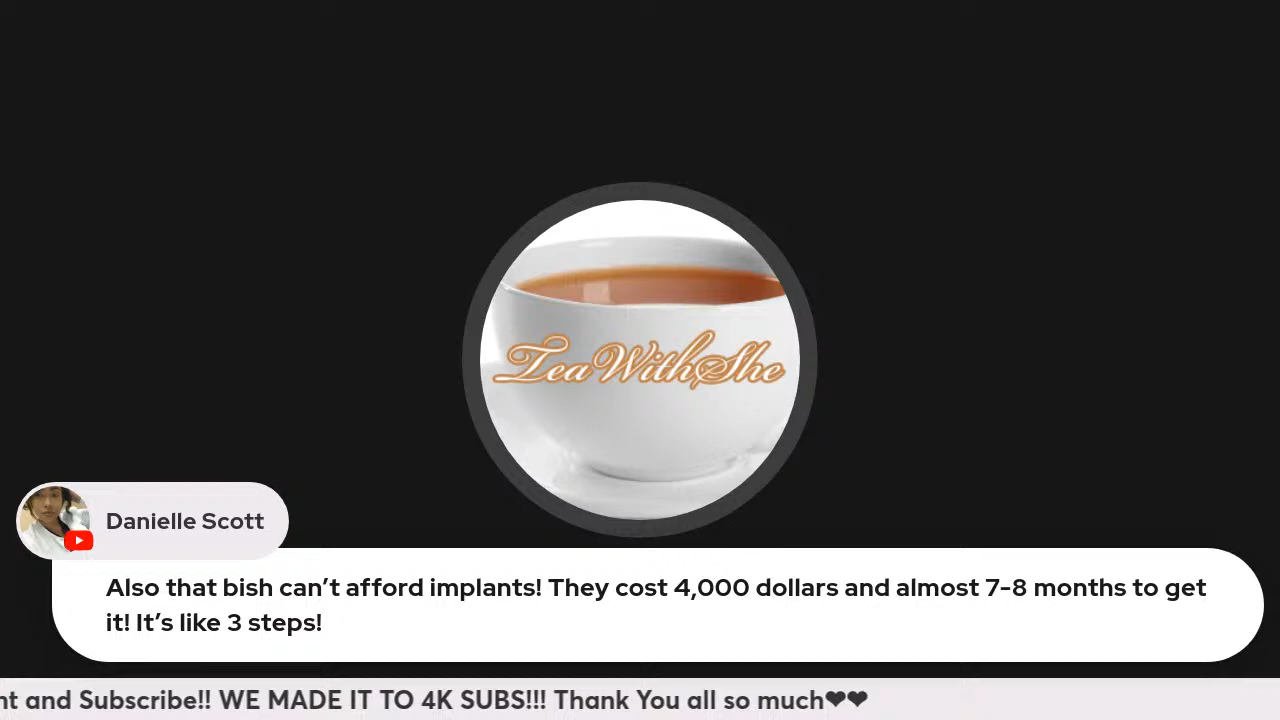 TeaWithShe
Danielle Scott
Also that bish can’t afford implants! They cost 4,000 dollars and almost 7-8 months to get
it! It’s like 3 steps!
nt and Subscribe!! WE MADE IT TO 4K SUBS!!! Thank You all so much❤❤